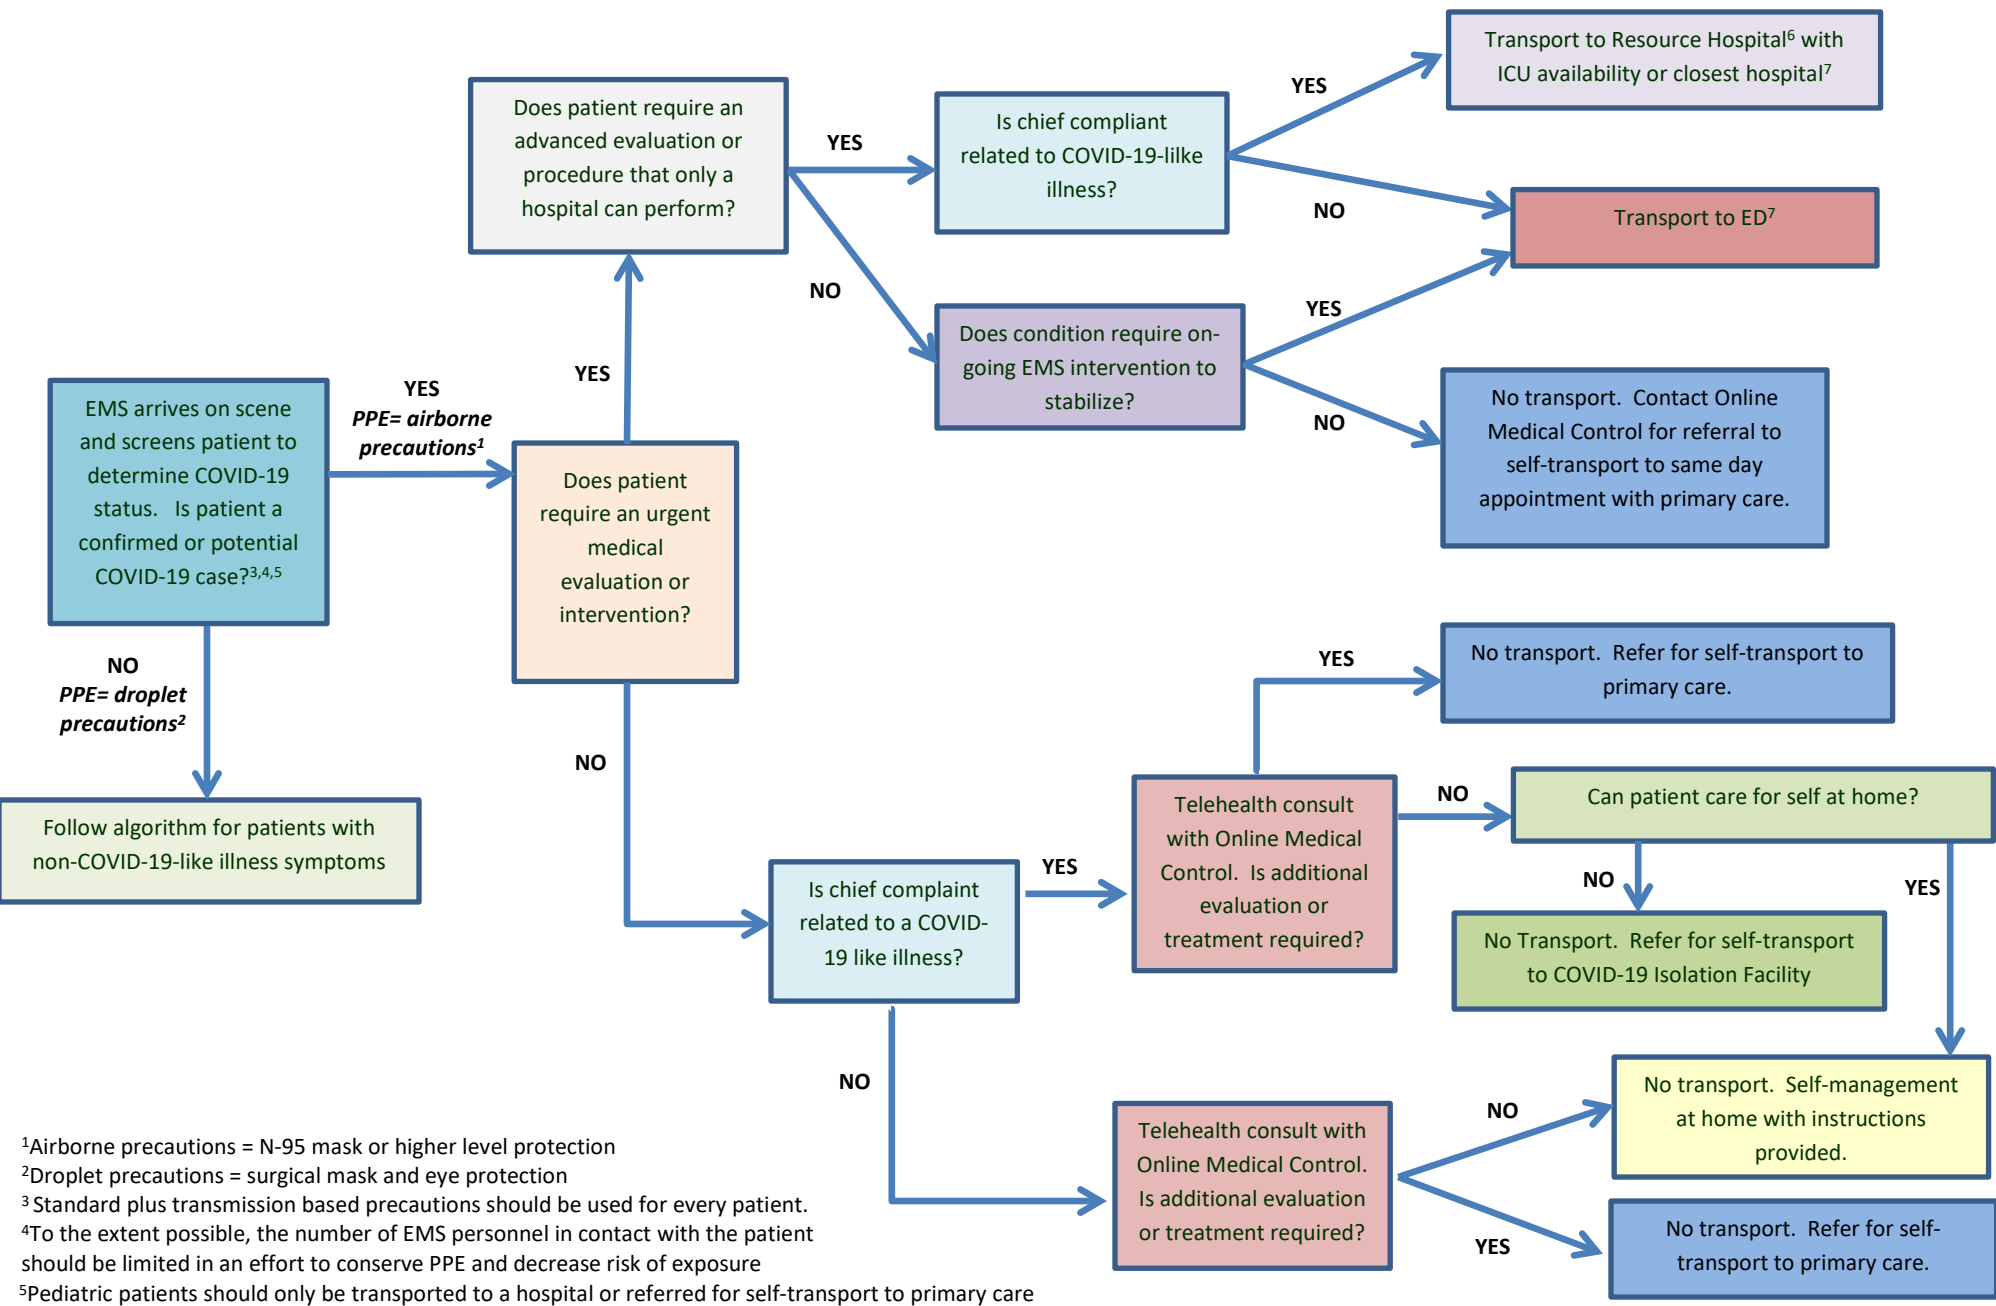 Transport to Resource Hospital⁶ with
ICU availability or closest hospital⁷
YES
Does patient require an
advanced evaluation or
procedure that only a
hospital can perform?
YES
Is chief compliant
related to COVID-19-lilke
illness?
NO
Transport to ED⁷
NO
Does condition require on-
going EMS intervention to
stabilize?
YES
NO
No transport.  Contact Online
Medical Control for referral to
self-transport to same day
appointment with primary care.
EMS arrives on scene
and screens patient to
determine COVID-19
status.   Is patient a
confirmed or potential
COVID-19 case?³,⁴,⁵
YES
PPE= airborne
precautions¹
YES
Does patient
require an urgent
medical
evaluation or
intervention?
NO
PPE= droplet
precautions²
Follow algorithm for patients with
non-COVID-19-like illness symptoms
NO
Is chief complaint
related to a COVID-
19 like illness?
YES
Telehealth consult
with Online Medical
Control.  Is additional
evaluation or
treatment required?
YES
No transport.  Refer for self-transport to
primary care.
NO
Can patient care for self at home?
NO
YES
No Transport.  Refer for self-transport
to COVID-19 Isolation Facility
NO
Telehealth consult with
Online Medical Control.
Is additional evaluation
or treatment required?
NO
No transport.  Self-management
at home with instructions
provided.
YES
No transport.  Refer for self-
transport to primary care.
¹Airborne precautions = N-95 mask or higher level protection
²Droplet precautions = surgical mask and eye protection
³ Standard plus transmission based precautions should be used for every patient.
⁴To the extent possible, the number of EMS personnel in contact with the patient
should be limited in an effort to conserve PPE and decrease risk of exposure
⁵Pediatric patients should only be transported to a hospital or referred for self-transport to primary care